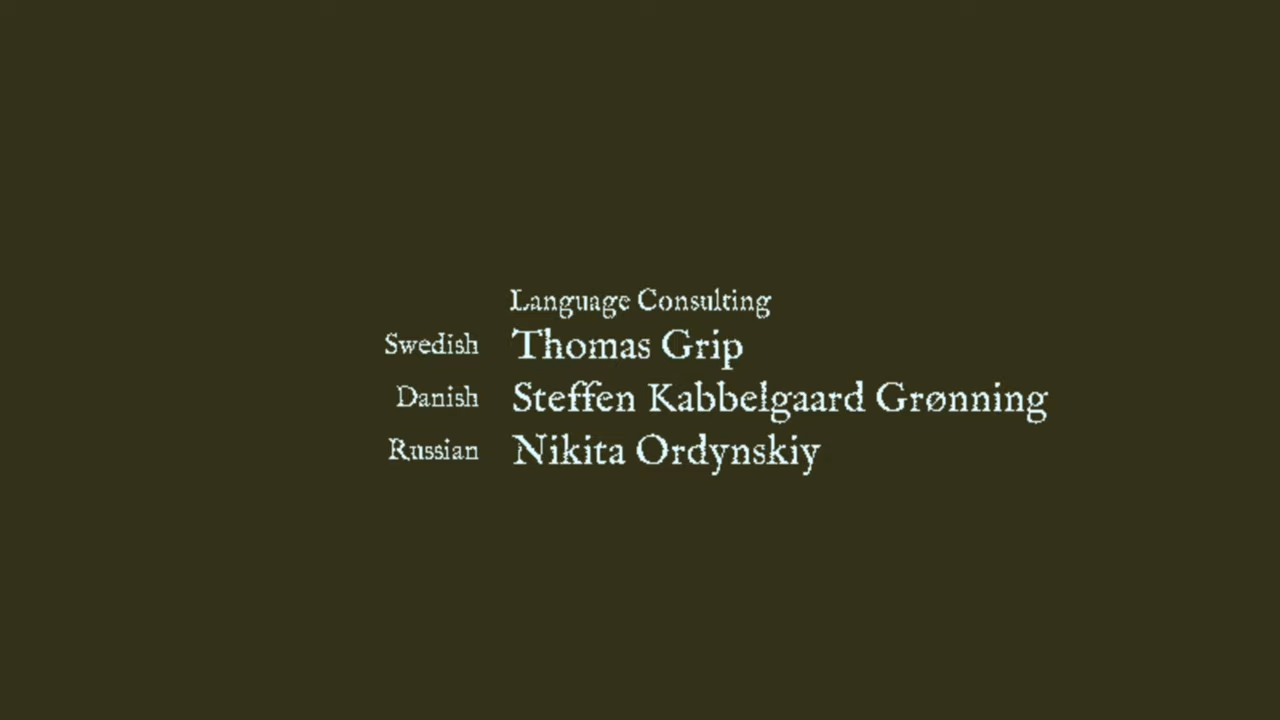 Language Consulting
Swedish Thomas Grip
Danish Steffen Kabbelgaard Grønning
Russian Nikita Ordynskiy